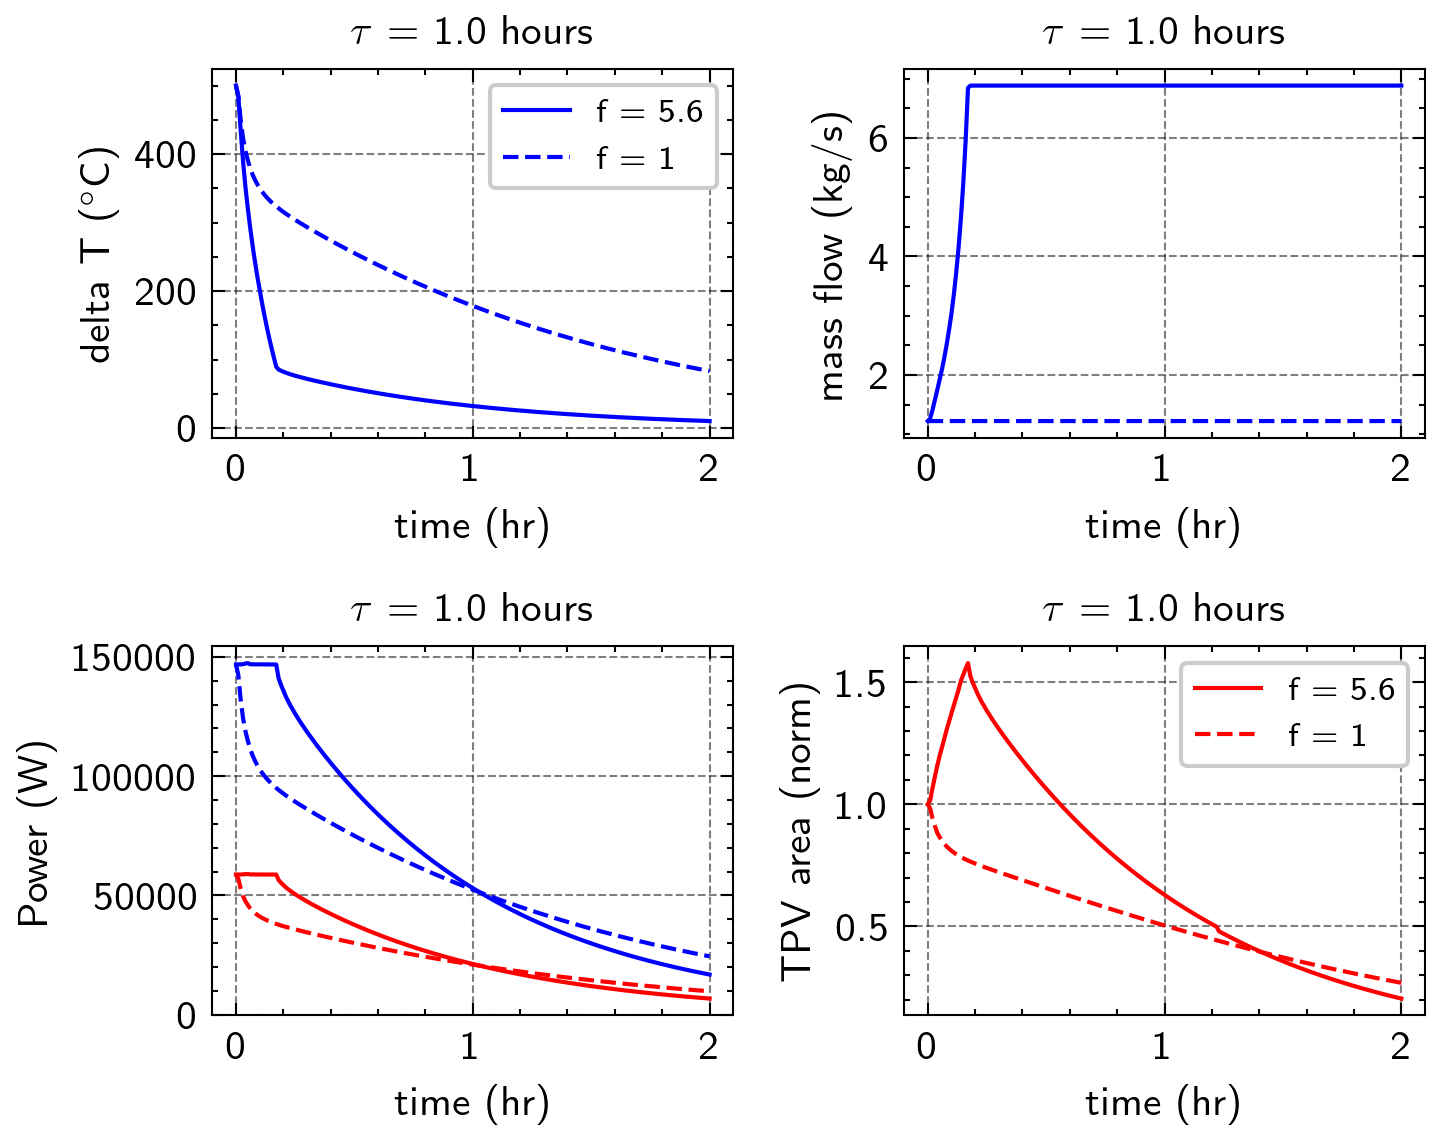 τ = 1.0 hours
delta T (°C)
400
200
0
f = 5.6
f = 1
0 1 2
time (hr)
τ = 1.0 hours
mass flow (kg/s)
6
4
2
0 1 2
time (hr)
τ = 1.0 hours
Power (W)
150000
100000
50000
0
0 1 2
time (hr)
τ = 1.0 hours
TPV area (norm)
1.5
1.0
0.5
f = 5.6
f = 1
0 1 2
time (hr)